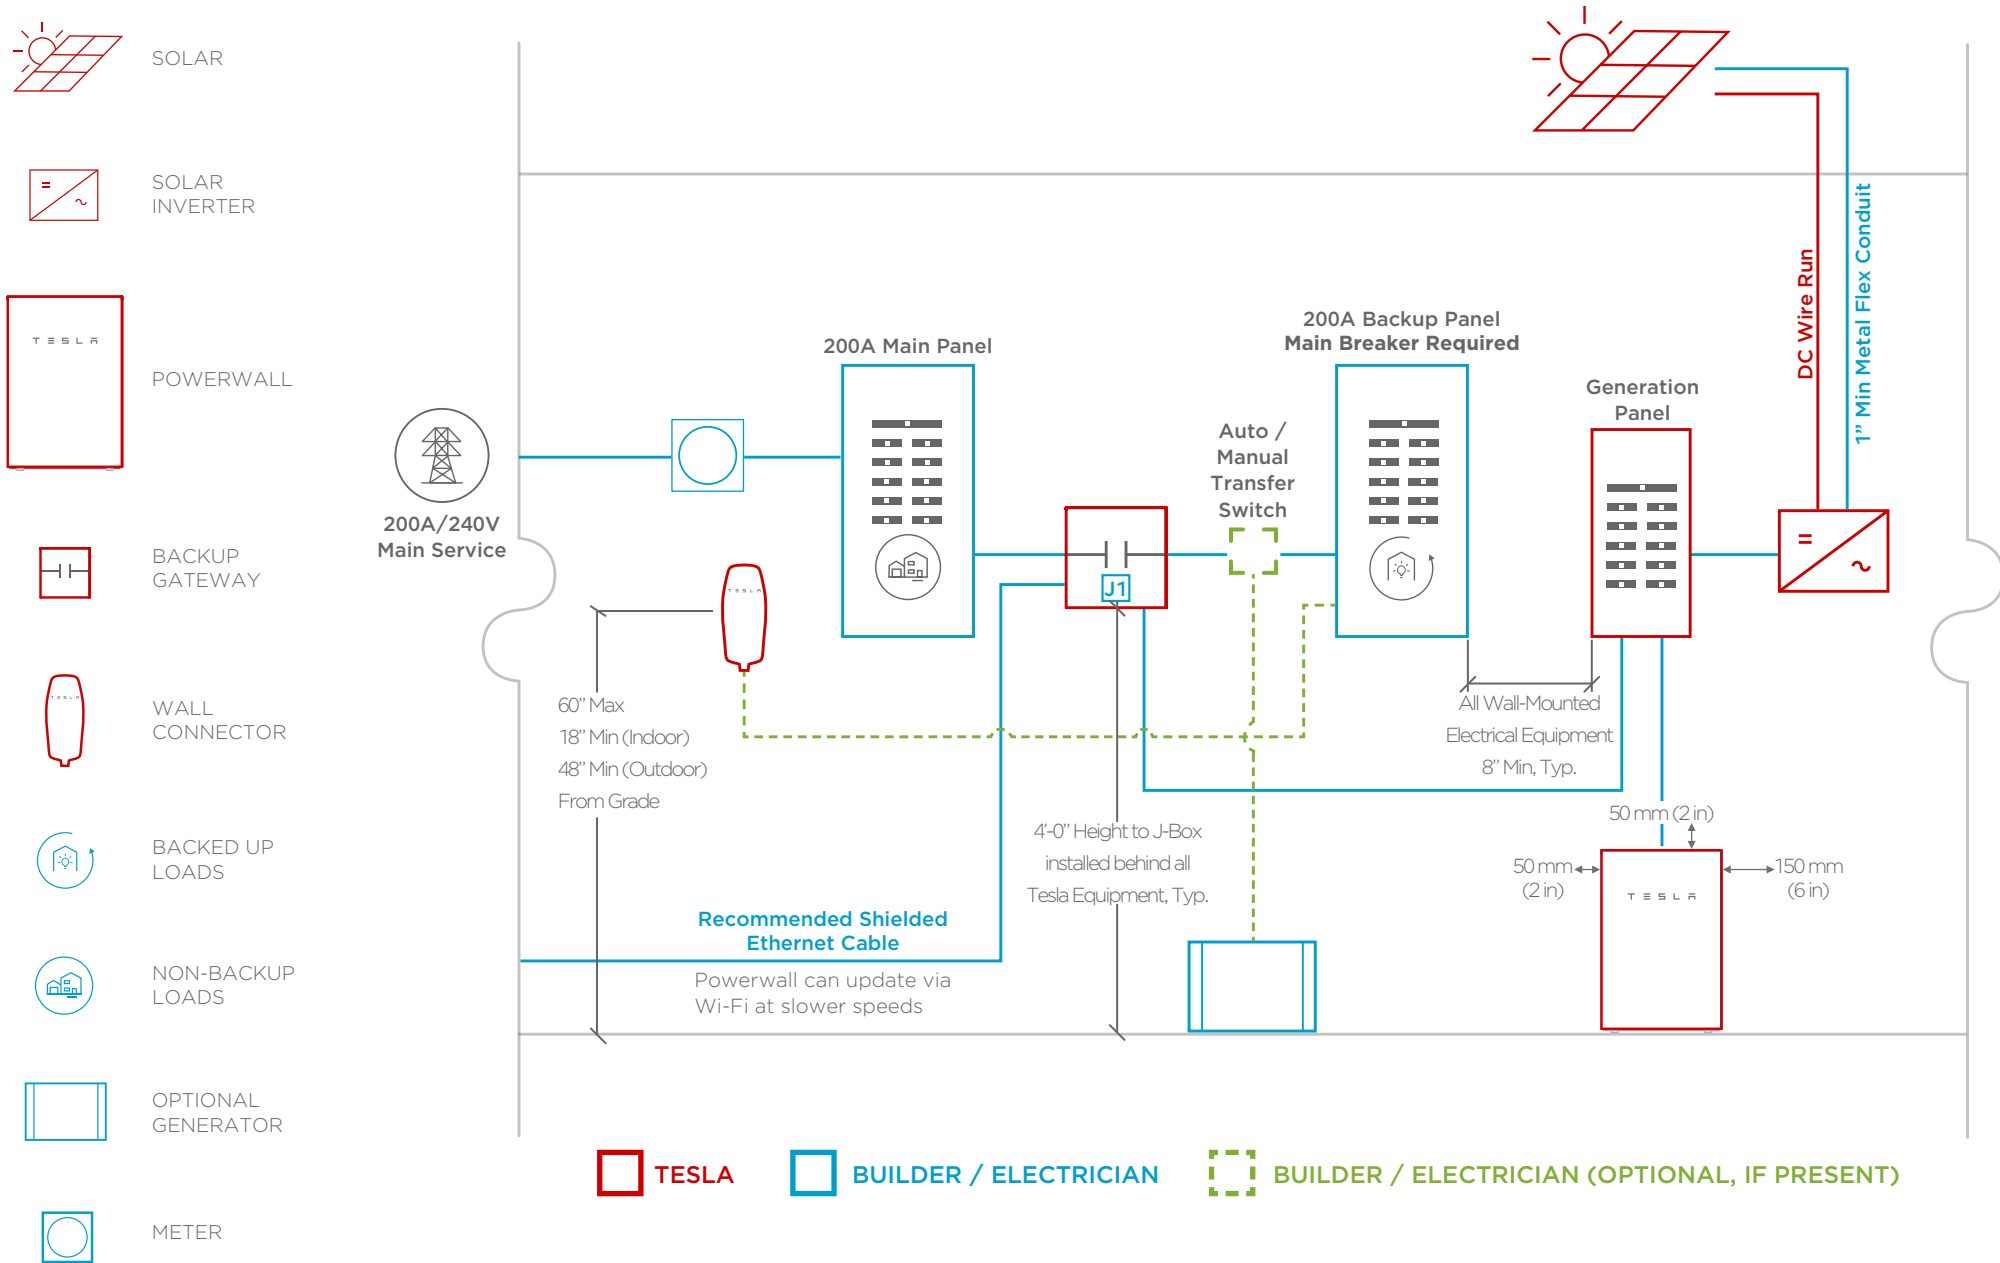 SOLAR
SOLAR
INVERTER
TESLA
POWERWALL
BACKUP
GATEWAY
TESLA
WALL
CONNECTOR
BACKED UP
LOADS
NON-BACKUP
LOADS
OPTIONAL
GENERATOR
METER
200A/240V
Main Service
200A Main Panel
TESLA
J1
Auto /
Manual
Transfer
Switch
200A Backup Panel
Main Breaker Required
Generation
Panel
DC Wire Run
1” Min Metal Flex Conduit
60” Max
18” Min (Indoor)
48” Min (Outdoor)
From Grade
4’-0” Height to J-Box
installed behind all
Tesla Equipment, Typ.
All Wall-Mounted
Electrical Equipment
8” Min, Typ.
50 mm (2 in)
50 mm
(2 in)
150 mm
(6 in)
TESLA
Recommended Shielded
Ethernet Cable
Powerwall can update via
Wi-Fi at slower speeds
TESLA
BUILDER / ELECTRICIAN
BUILDER / ELECTRICIAN (OPTIONAL, IF PRESENT)